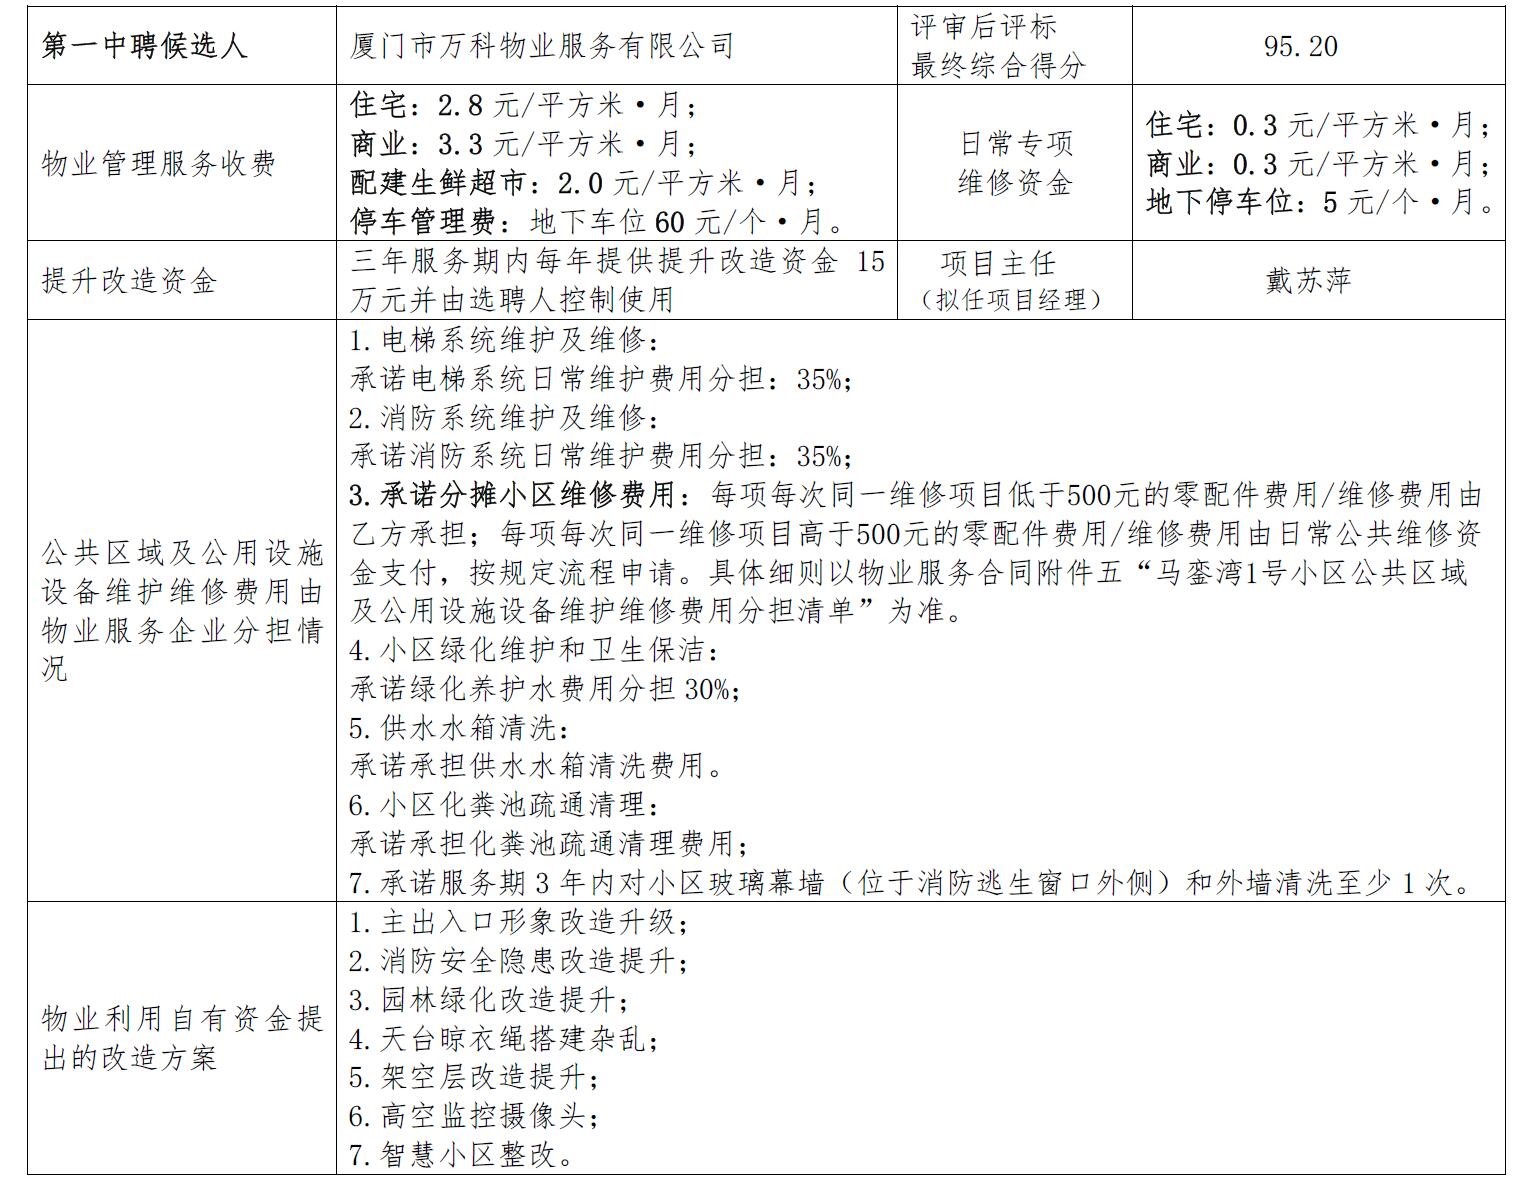 第一中聘候选人
厦门市万科物业服务有限公司
评审后评标
最终综合得分
95.20
物业管理服务收费
住宅：2.8 元/平方米·月；
商业：3.3 元/平方米·月；
配建生鲜超市：2.0 元/平方米·月；
停车管理费：地下车位 60 元/个·月。
日常专项
维修资金
住宅：0.3 元/平方米·月；
商业：0.3 元/平方米·月；
地下停车位：5 元/个·月。
提升改造资金
三年服务期内每年提供提升改造资金 15
万元并由选聘人控制使用
项目主任
（拟任项目经理）
戴苏萍
公共区域及公用设施
设备维护维修费用由
物业服务企业分担情
况
1.电梯系统维护及维修：
承诺电梯系统日常维护费用分担：35%；
2.消防系统维护及维修：
承诺消防系统日常维护费用分担：35%；
3.承诺分摊小区维修费用：每项每次同一维修项目低于500元的零配件费用/维修费用由
乙方承担；每项每次同一维修项目高于500元的零配件费用/维修费用由日常公共维修资
金支付，按规定流程申请。具体细则以物业服务合同附件五“马銮湾1号小区公共区域
及公用设施设备维护维修费用分担清单”为准。
4.小区绿化维护和卫生保洁：
承诺绿化养护水费用分担 30%；
5.供水水箱清洗：
承诺承担供水水箱清洗费用。
6.小区化粪池疏通清理：
承诺承担化粪池疏通清理费用；
7.承诺服务期 3 年内对小区玻璃幕墙（位于消防逃生窗口外侧）和外墙清洗至少 1 次。
物业利用自有资金提
出的改造方案
1.主出入口形象改造升级；
2.消防安全隐患改造提升；
3.园林绿化改造提升；
4.天台晾衣绳搭建杂乱；
5.架空层改造提升；
6.高空监控摄像头；
7.智慧小区整改。